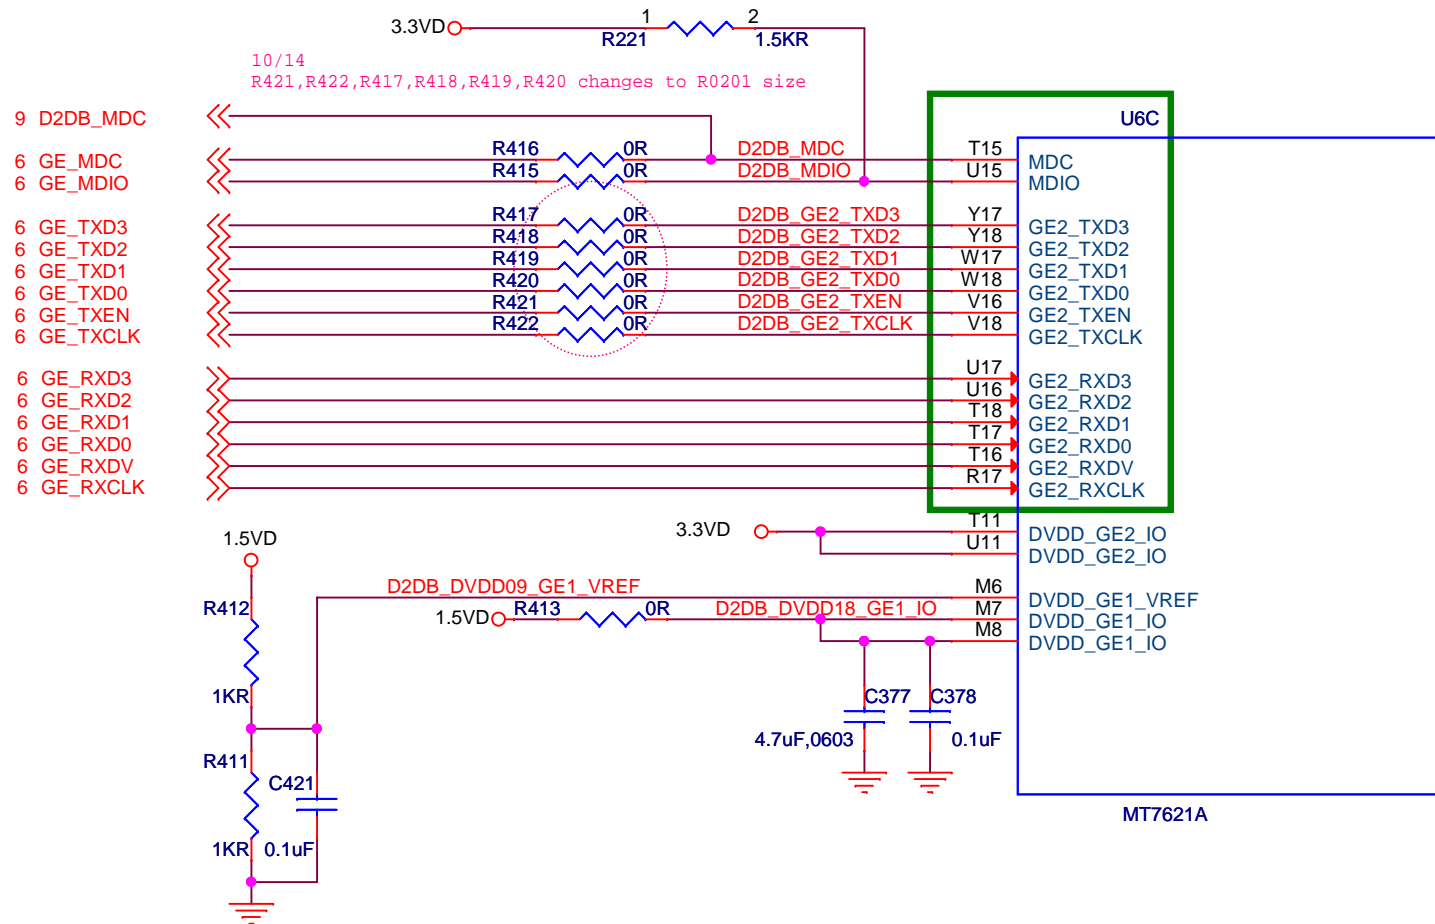 3.3VD
1
2
R221
1.5KR
10/14
R421,R422,R417,R418,R419,R420 changes to R0201 size
9 D2DB_MDC
U6C
6 GE_MDC
R416
0R
D2DB_MDC
T15
MDC
6 GE_MDIO
R415
0R
D2DB_MDIO
U15
MDIO
6 GE_TXD3
R417
0R
D2DB_GE2_TXD3
Y17
GE2_TXD3
6 GE_TXD2
R418
0R
D2DB_GE2_TXD2
Y18
GE2_TXD2
6 GE_TXD1
R419
0R
D2DB_GE2_TXD1
W17
GE2_TXD1
6 GE_TXD0
R420
0R
D2DB_GE2_TXD0
W18
GE2_TXD0
6 GE_TXEN
R421
0R
D2DB_GE2_TXEN
V16
GE2_TXEN
6 GE_TXCLK
R422
0R
D2DB_GE2_TXCLK
V18
GE2_TXCLK
6 GE_RXD3
U17
GE2_RXD3
6 GE_RXD2
U16
GE2_RXD2
6 GE_RXD1
T18
GE2_RXD1
6 GE_RXD0
T17
GE2_RXD0
6 GE_RXDV
T16
GE2_RXDV
6 GE_RXCLK
R17
GE2_RXCLK
3.3VD
T11
DVDD_GE2_IO
U11
DVDD_GE2_IO
1.5VD
D2DB_DVDD09_GE1_VREF
M6
DVDD_GE1_VREF
R412
1.5VD
R413
0R
D2DB_DVDD18_GE1_IO
M7
DVDD_GE1_IO
M8
DVDD_GE1_IO
1KR
C377
C378
4.7uF,0603
0.1uF
R411
C421
1KR
0.1uF
MT7621A